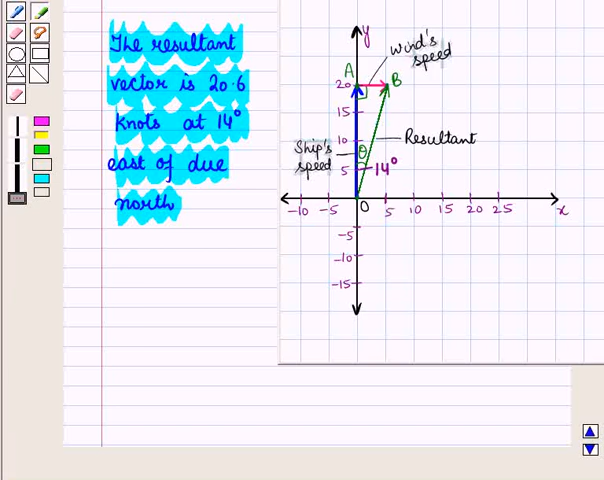 The resultant
vector is 20.6
knots at 14°
east of due
north
y
Wind's
speed
A
B
20
15
10
5
Ship's
speed
θ
14°
Resultant
O
-10 -5 5 10 15 20 25 x
-5
-10
-15